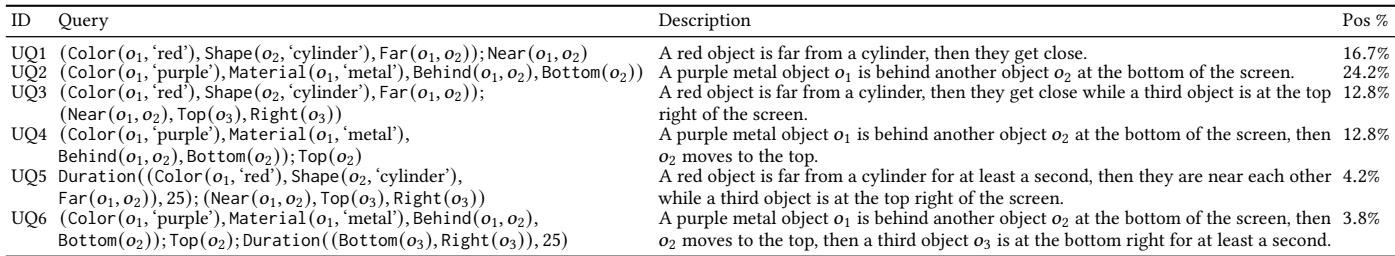 ID Query Description Pos %
UQ1 (Color(o₁, ‘red’), Shape(o₂, ‘cylinder’), Far(o₁, o₂)); Near(o₁, o₂) A red object is far from a cylinder, then they get close. 16.7%
UQ2 (Color(o₁, ‘purple’), Material(o₁, ‘metal’), Behind(o₁, o₂), Bottom(o₂)) A purple metal object o₁ is behind another object o₂ at the bottom of the screen. 24.2%
UQ3 (Color(o₁, ‘red’), Shape(o₂, ‘cylinder’), Far(o₁, o₂)); A red object is far from a cylinder, then they get close while a third object is at the top 12.8%
(Near(o₁, o₂), Top(o₃), Right(o₃)) right of the screen.
UQ4 (Color(o₁, ‘purple’), Material(o₁, ‘metal’), A purple metal object o₁ is behind another object o₂ at the bottom of the screen, then 12.8%
Behind(o₁, o₂), Bottom(o₂)); Top(o₂) o₂ moves to the top.
UQ5 Duration((Color(o₁, ‘red’), Shape(o₂, ‘cylinder’), A red object is far from a cylinder for at least a second, then they are near each other 4.2%
Far(o₁, o₂)), 25); (Near(o₁, o₂), Top(o₃), Right(o₃)) while a third object is at the top right of the screen.
UQ6 (Color(o₁, ‘purple’), Material(o₁, ‘metal’), Behind(o₁, o₂), A purple metal object o₁ is behind another object o₂ at the bottom of the screen, then 3.8%
Bottom(o₂)); Top(o₂); Duration((Bottom(o₃), Right(o₃)), 25) o₂ moves to the top, then a third object o₃ is at the bottom right for at least a second.